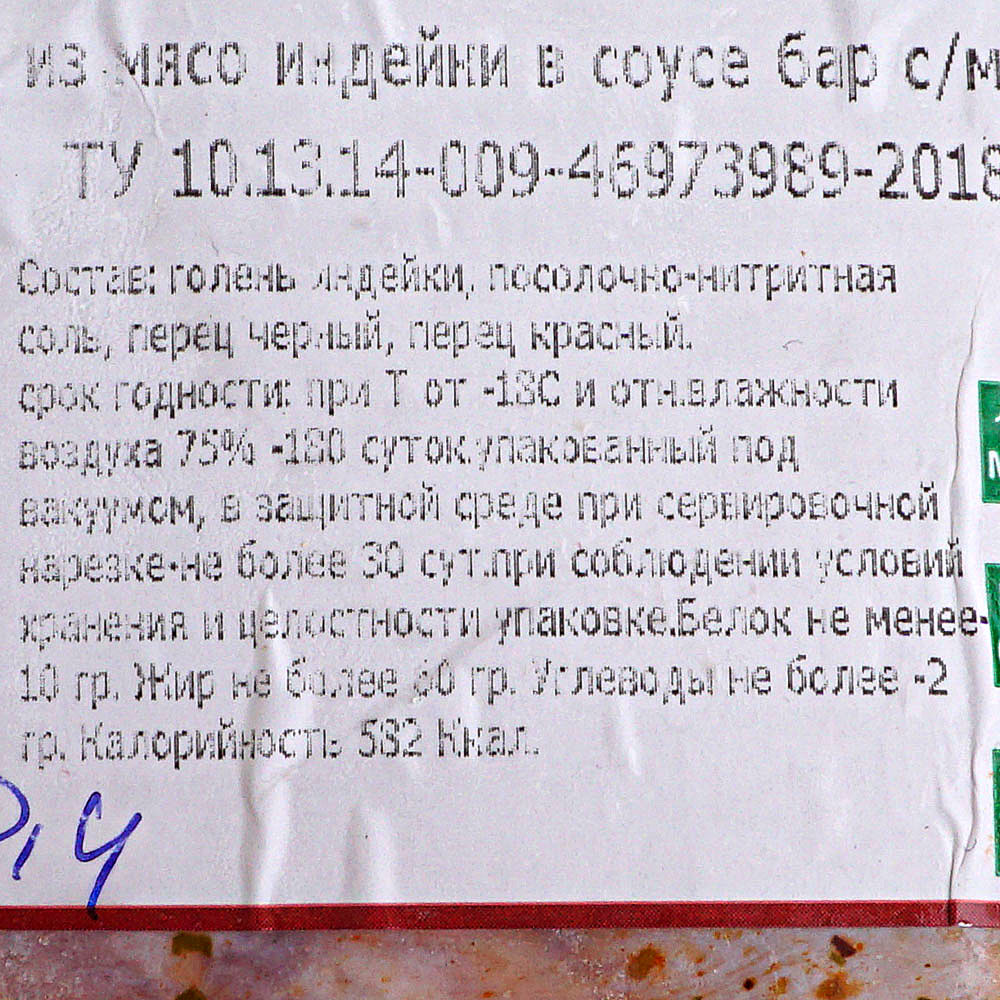 из мясо индейки в соусе бар с/м
ТУ 10.13.14-009-46973989-2018
Состав: голень индейки, посолочно-нитритная
соль, перец черный, перец красный.
срок годности: при Т от -18С и отн.влажности
воздуха 75% -180 суток.упакованный под
вакуумом, в защитной среде при сервировочной
нарезке-не более 30 сут.при соблюдении условий
хранения и целостности упаковке.Белок не менее-
10 гр. Жир не более 60 гр. Углеводы не более -2
гр. Калорийность 582 Ккал.
,4